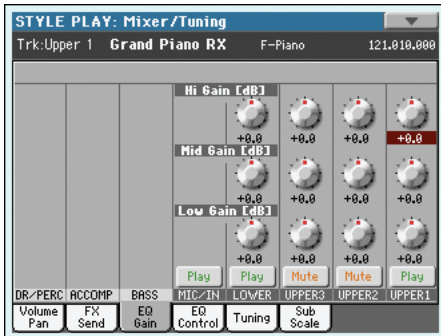 STYLE PLAY: Mixer/Tuning
Trk:Upper 1 Grand Piano RX F-Piano 121.010.000
Hi Gain [dB]
+0.0 +0.0 +0.0 +0.0
Mid Gain [dB]
+0.0 +0.0 +0.0 +0.0
Low Gain [dB]
+0.0 +0.0 +0.0 +0.0
Play Play Mute Mute Play
DR/PERC ACCOMP BASS MIC/IN LOWER UPPER3 UPPER2 UPPER1
Volume Pan FX Send EQ Gain EQ Control Tuning Sub Scale